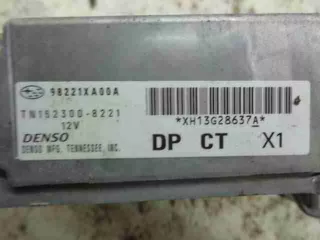 98221XA00A
TN152300-8221
12V
DENSO
DENSO MFG. TENNESSEE, INC.
*XH13G28637A*
DP CT X1